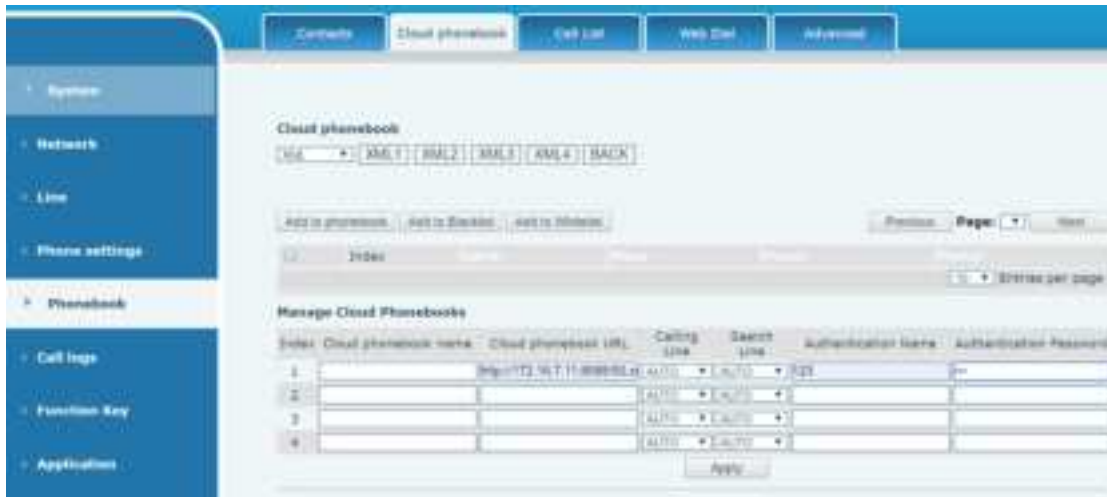 Contacts Cloud phonebook Call List Web Dial Advanced
System
Network
Line
Phone settings
Phonebook
Call logs
Function Key
Application
Cloud phonebook
XML1 XML2 XML3 XML4 BACK
Add to phonebook Add to Blacklist Add to Whitelist Previous Page: Next
Index
Entries per page
Manage Cloud Phonebooks
Index Cloud phonebook name Cloud phonebook URL Calling Line Search Line Authentication Name Authentication Password
1 AUTO AUTO 123
2 AUTO AUTO
3 AUTO AUTO
4 AUTO AUTO
Apply